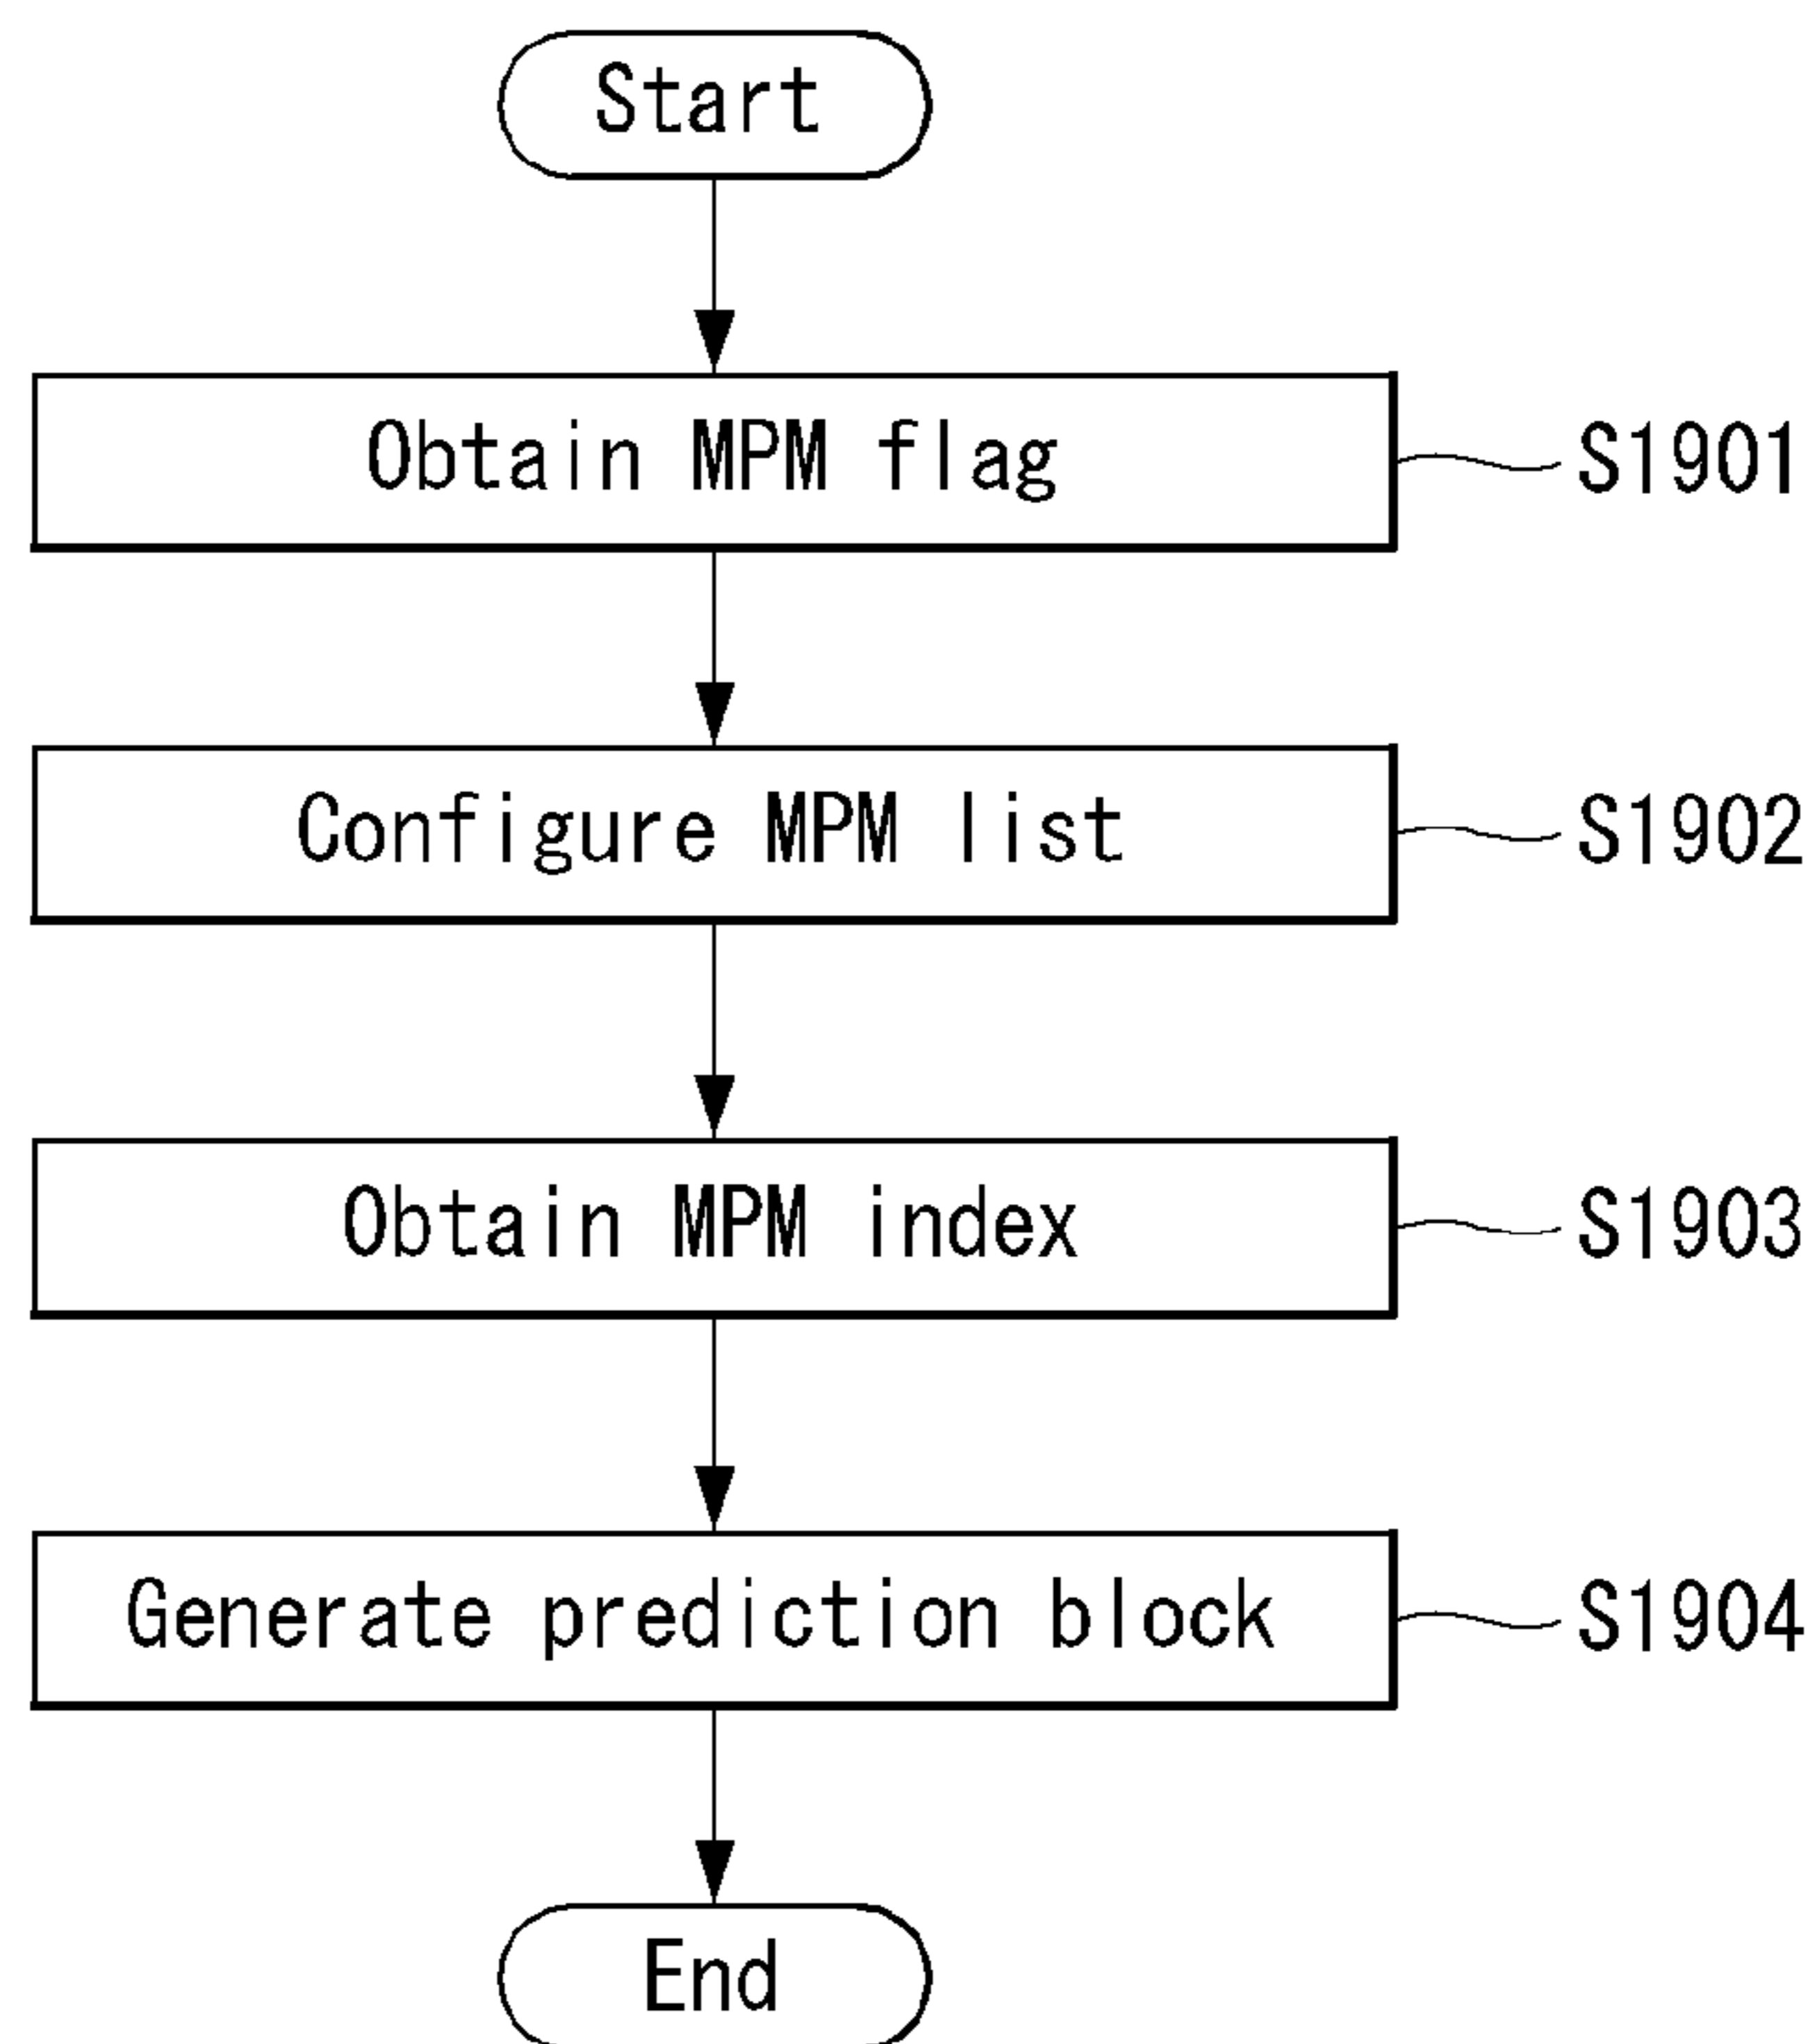 Start
Obtain MPM flag
S1901
Configure MPM list
S1902
Obtain MPM index
S1903
Generate prediction block
S1904
End